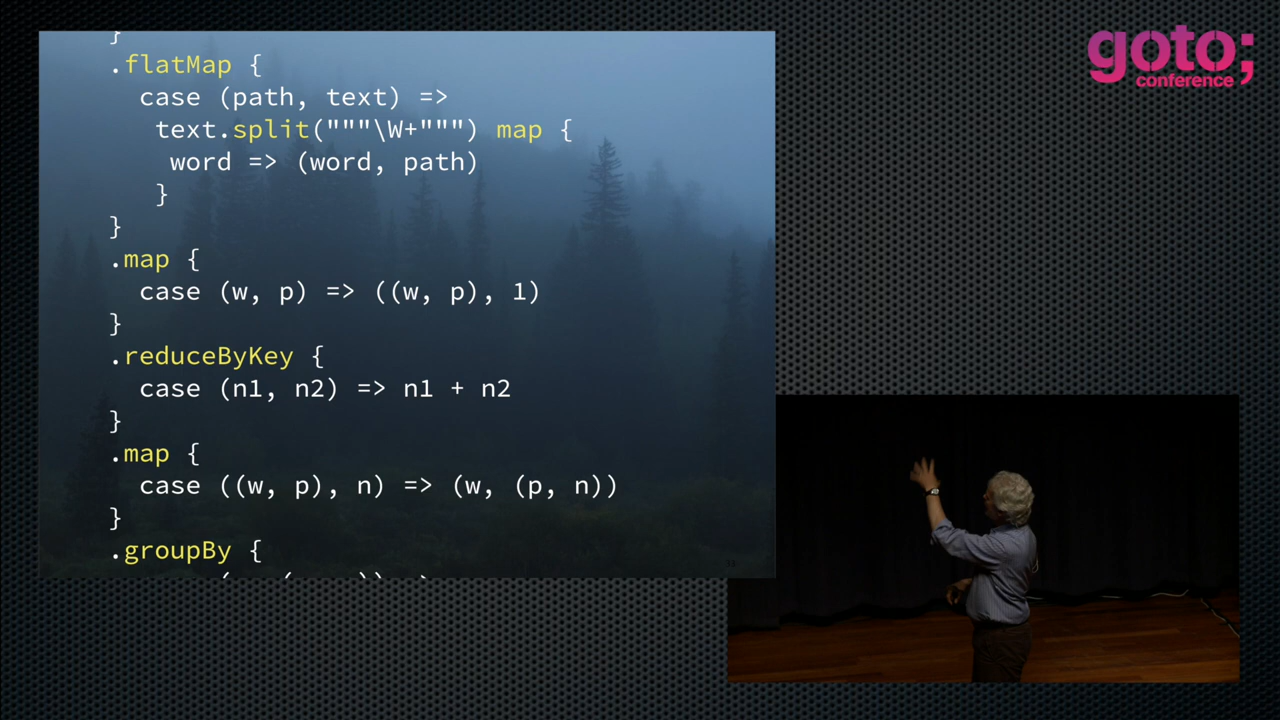 }
.flatMap {
case (path, text) =>
text.split("""\W+""") map {
word => (word, path)
}
}
.map {
case (w, p) => ((w, p), 1)
}
.reduceByKey {
case (n1, n2) => n1 + n2
}
.map {
case ((w, p), n) => (w, (p, n))
}
.groupBy {
11
goto;
conference